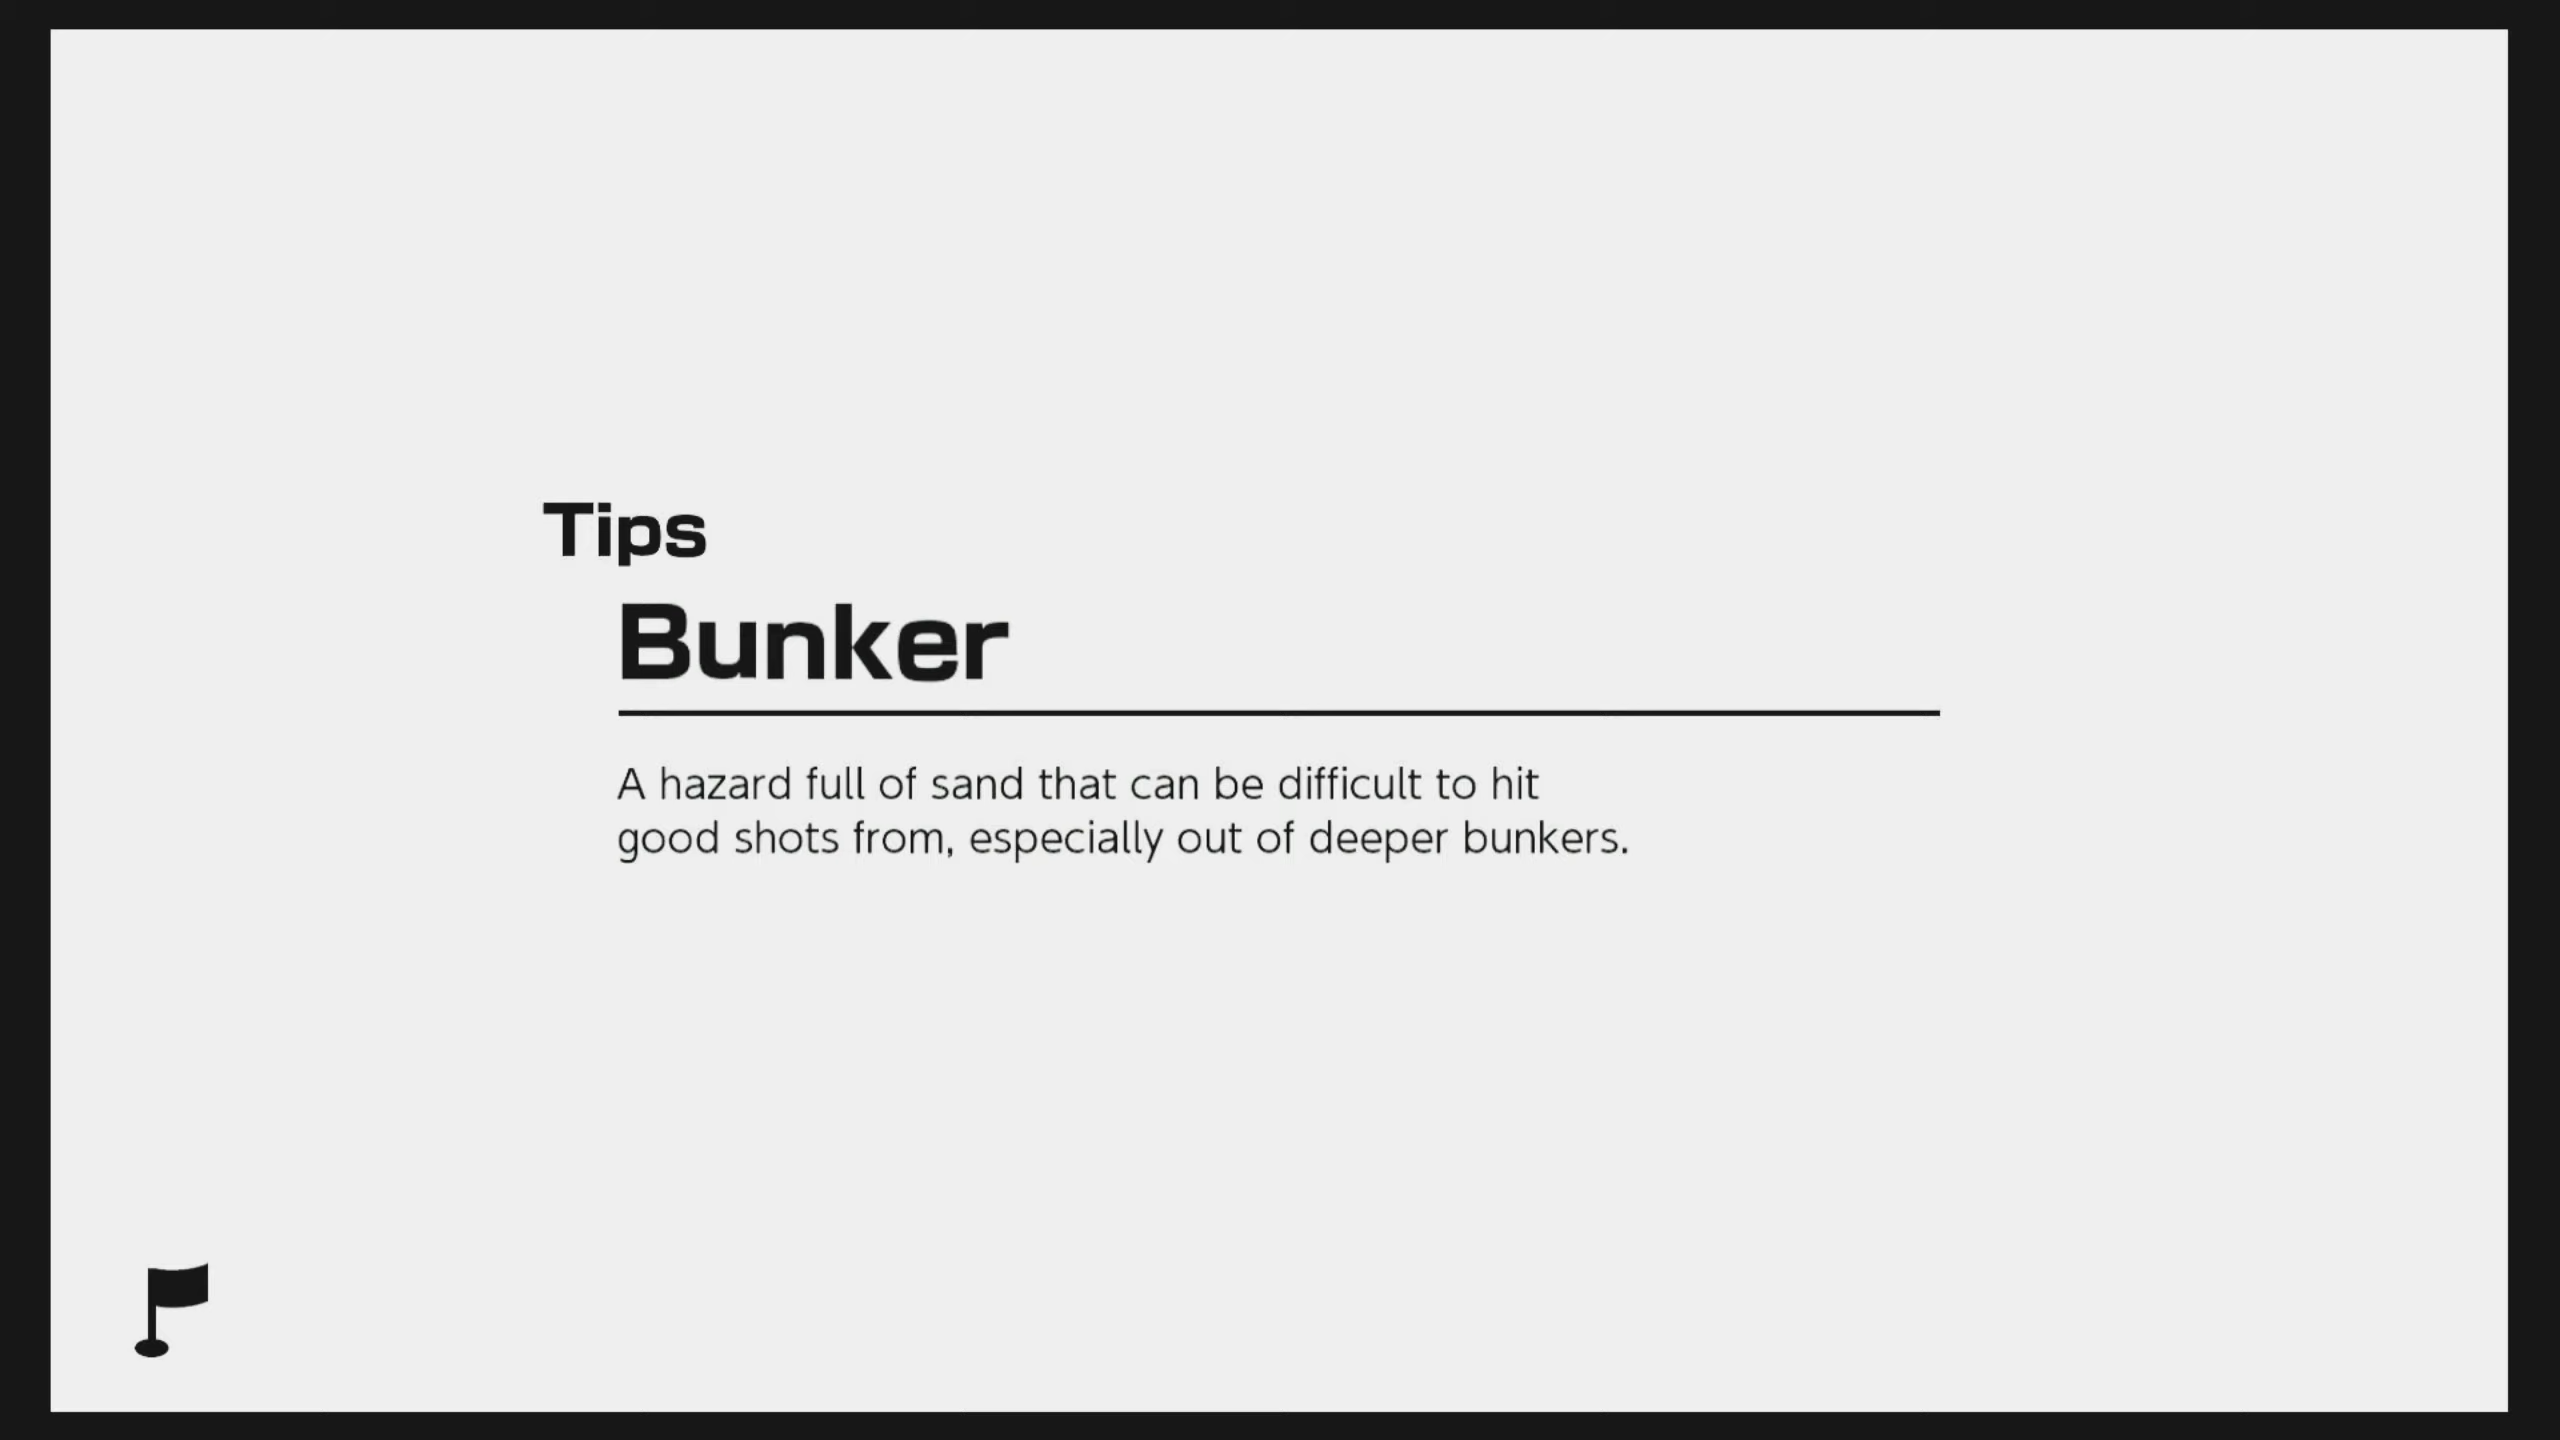 Tips
Bunker
A hazard full of sand that can be difficult to hit
good shots from, especially out of deeper bunkers.